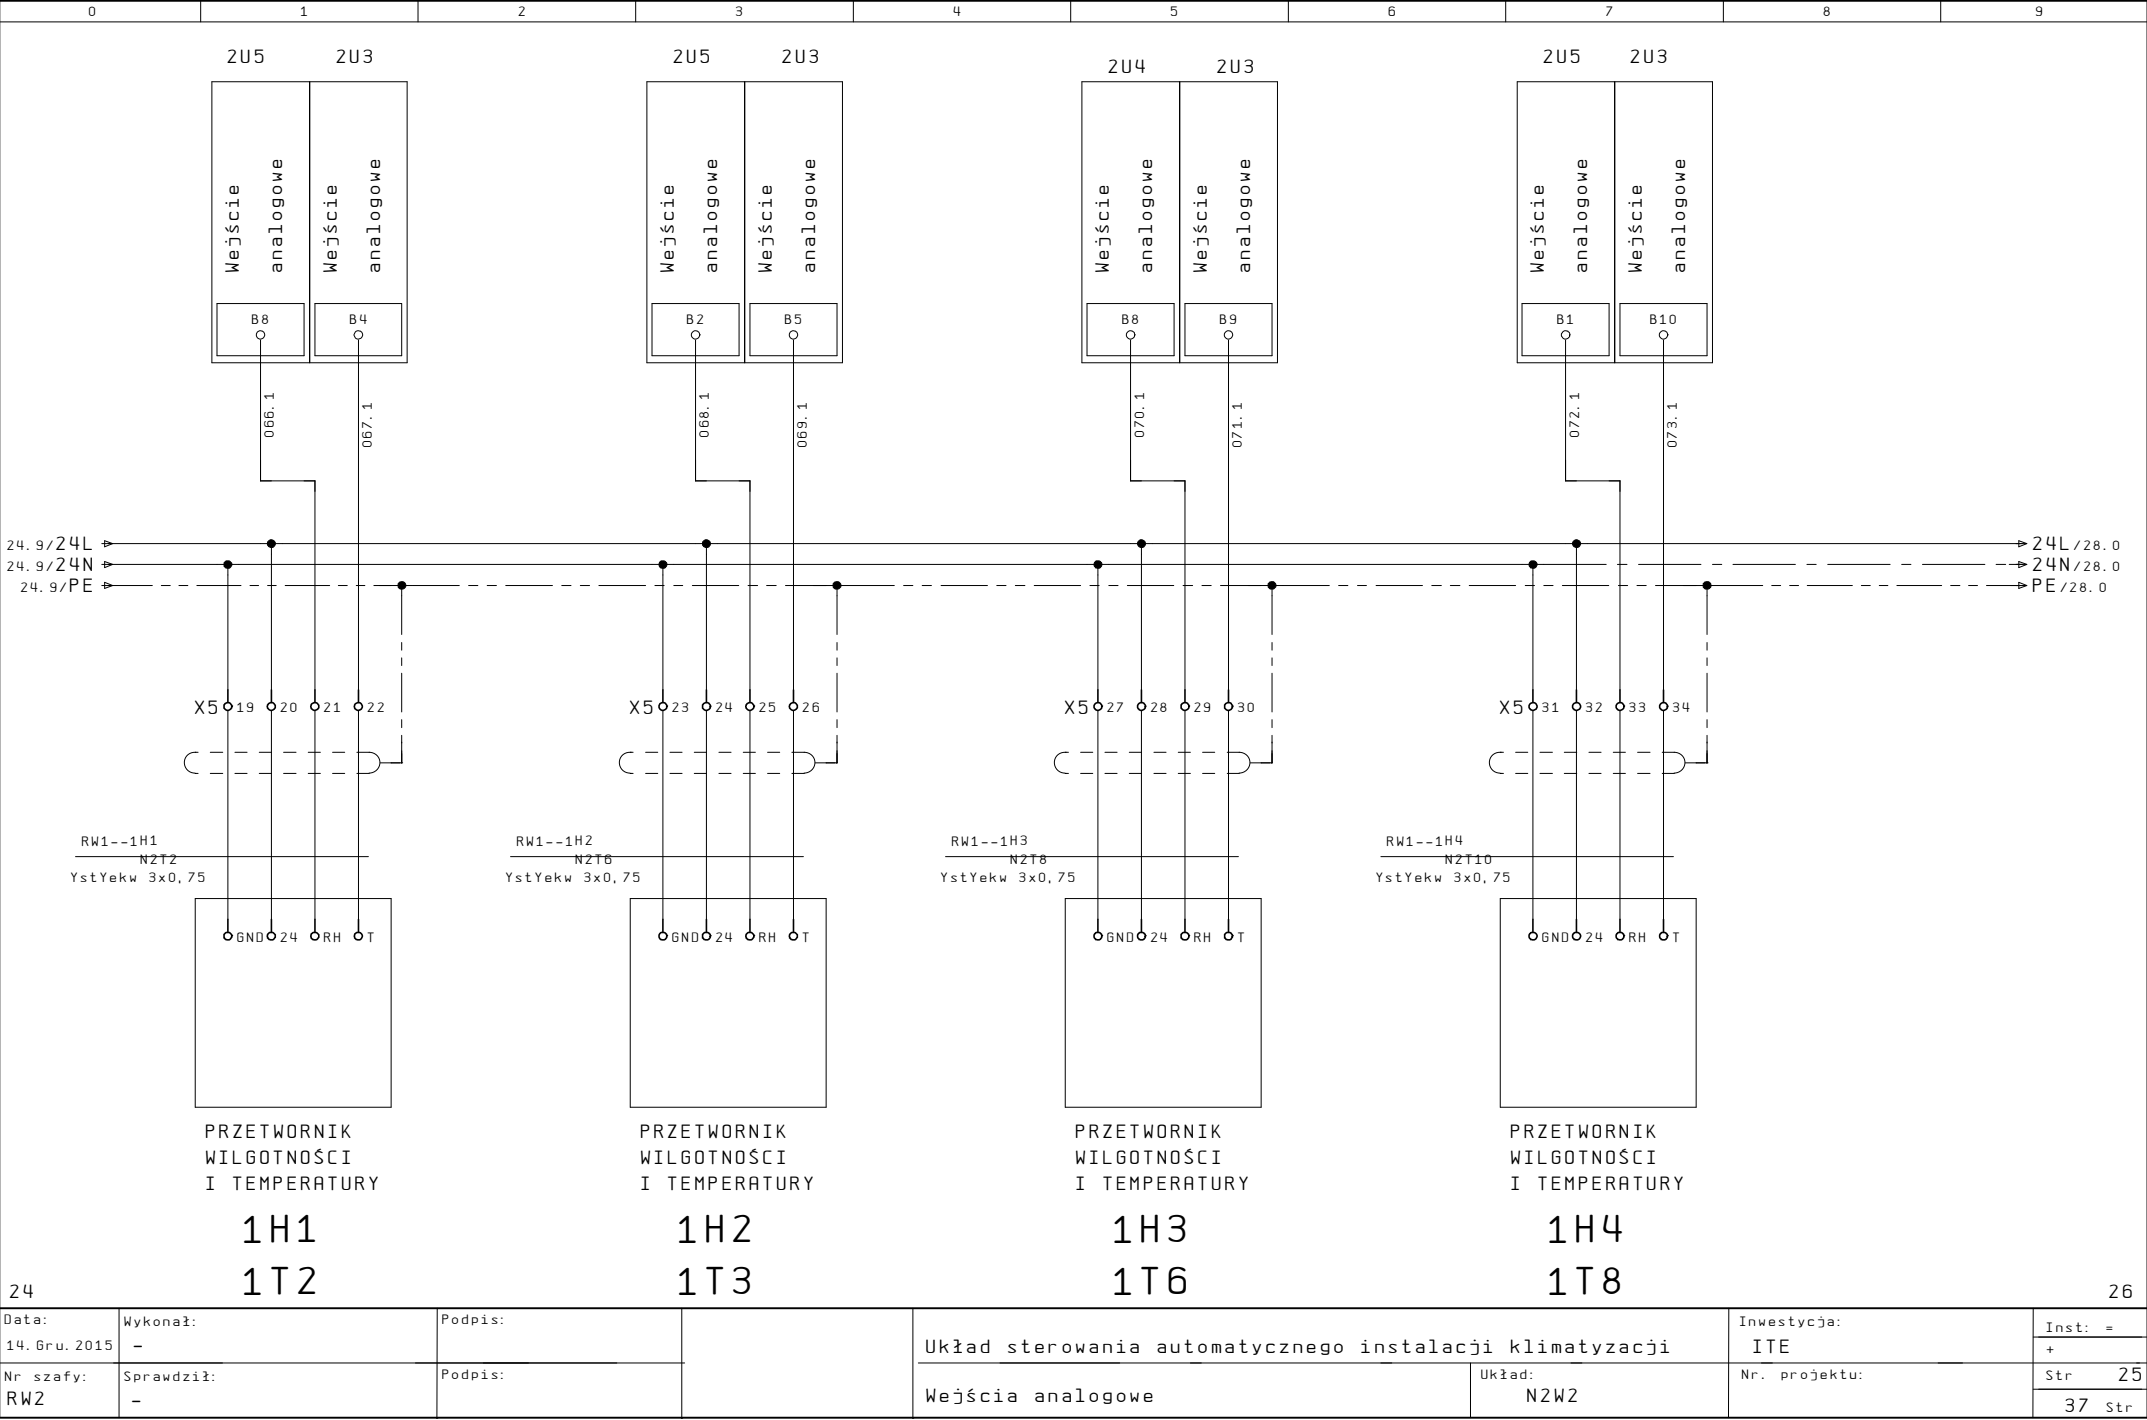 0 1 2 3 4 5 6 7 8 9
2U5 2U3 2U5 2U3 2U4 2U3 2U5 2U3
Wejście
analogowe
Wejście
analogowe
Wejście
analogowe
Wejście
analogowe
Wejście
analogowe
Wejście
analogowe
Wejście
analogowe
Wejście
analogowe
B8 B4 B2 B5 B8 B9 B1 B10
066.1 067.1 068.1 069.1 070.1 071.1 072.1 073.1
24.9/24L 24L/28.0
24.9/24N 24N/28.0
24.9/PE PE/28.0
X5 19 20 21 22 X5 23 24 25 26 X5 27 28 29 30 X5 31 32 33 34
RW1--1H1 RW1--1H2 RW1--1H3 RW1--1H4
N2T2 N2T6 N2T8 N2T10
YstYekw 3x0,75 YstYekw 3x0,75 YstYekw 3x0,75 YstYekw 3x0,75
GND 24 RH T GND 24 RH T GND 24 RH T GND 24 RH T
PRZETWORNIK PRZETWORNIK PRZETWORNIK PRZETWORNIK
WILGOTNOŚCI WILGOTNOŚCI WILGOTNOŚCI WILGOTNOŚCI
I TEMPERATURY I TEMPERATURY I TEMPERATURY I TEMPERATURY
1H1 1H2 1H3 1H4
1T2 1T3 1T6 1T8
24 26
Data: Wykonał: Podpis: Inwestycja: Inst: =
14.Gru.2015 - Układ sterowania automatycznego instalacji klimatyzacji ITE +
Nr szafy: Sprawdził: Podpis: Układ: Nr. projektu: Str 25
RW2 - Wejścia analogowe N2W2 37 Str